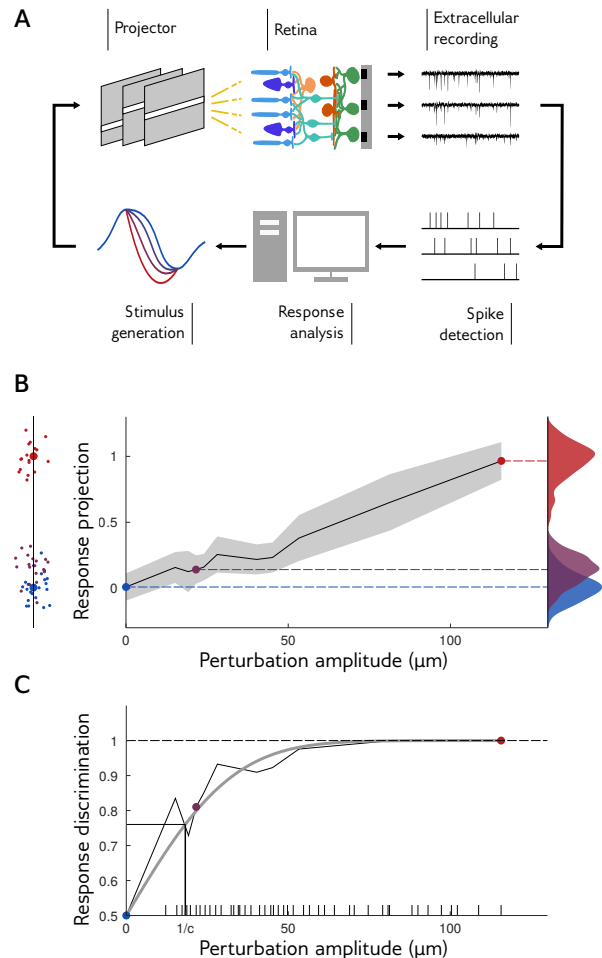 A
Projector
Retina
Extracellular
recording
Stimulus
generation
Response
analysis
Spike
detection
B
Response projection
1
0.5
0
0
50
100
Perturbation amplitude (μm)
C
Response discrimination
1
0.9
0.8
0.7
0.6
0.5
0
1/c
50
100
Perturbation amplitude (μm)